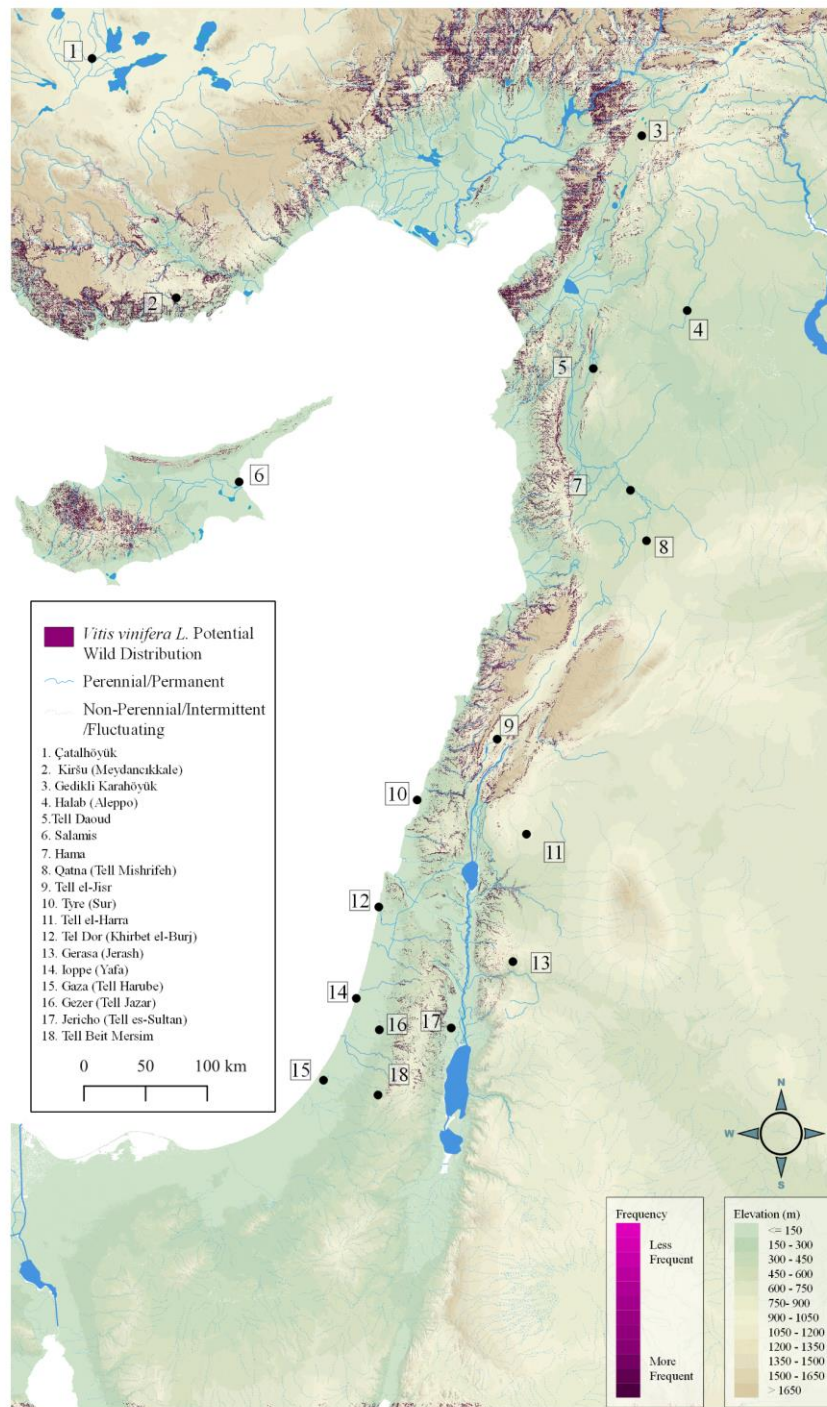 1
3
2
4
5
6
7
8
Vitis vinifera L. Potential
Wild Distribution
Perennial/Permanent
Non-Perennial/Intermittent
/Fluctuating
1. Çatalhöyük
2. Kiršu (Meydancıkkale)
3. Gedikli Karahöyük
4. Halab (Aleppo)
5.Tell Daoud
6. Salamis
7. Hama
8. Qatna (Tell Mishrifeh)
9. Tell el-Jisr
10. Tyre (Sur)
11. Tell el-Harra
12. Tel Dor (Khirbet el-Burj)
13. Gerasa (Jerash)
14. Ioppe (Yafa)
15. Gaza (Tell Harube)
16. Gezer (Tell Jazar)
17. Jericho (Tell es-Sultan)
18. Tell Beit Mersim
0 50 100 km
9
10
11
12
13
14
16
17
15
18
N
W
S
Frequency
Less
Frequent
More
Frequent
Elevation (m)
<= 150
150 - 300
300 - 450
450 - 600
600 - 750
750- 900
900 - 1050
1050 - 1200
1200 - 1350
1350 - 1500
1500 - 1650
> 1650